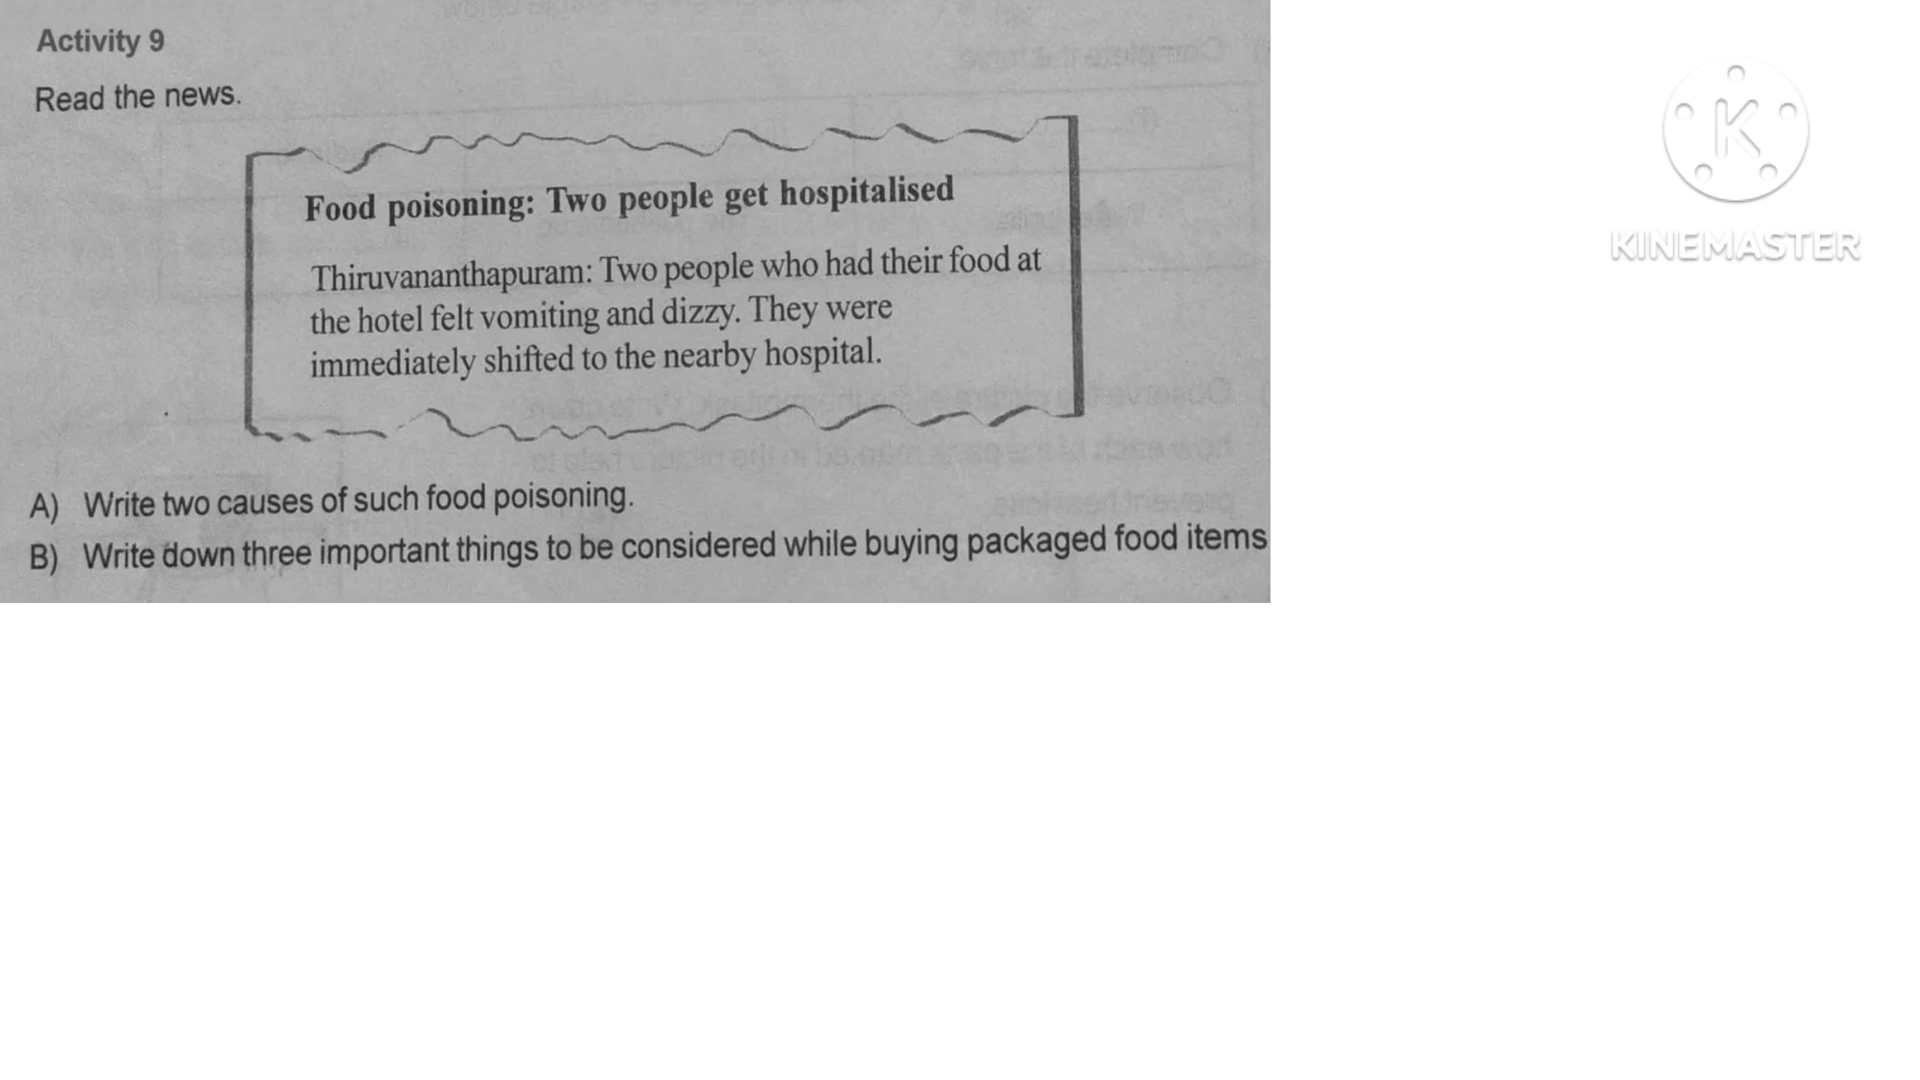 Activity 9
Read the news.
Food poisoning: Two people get hospitalised
Thiruvananthapuram: Two people who had their food at
the hotel felt vomiting and dizzy. They were
immediately shifted to the nearby hospital.
A) Write two causes of such food poisoning.
B) Write down three important things to be considered while buying packaged food items
K
KINEMASTER